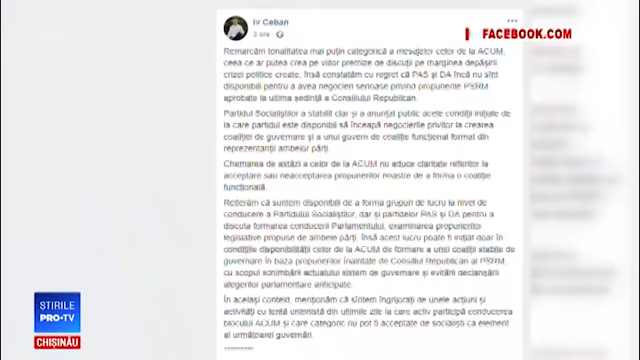 Iv Ceban
3 ore
FACEBOOK.COM
Remarcăm tonalitatea mai puțin categorică a mesajelor celor de la ACUM,
ceea ce ar putea crea pe viitor premize de discuții pe marginea depășirii
crizei politice create, însă constatăm cu regret că PAS și DA încă nu sînt
disponibili pentru a avea negocieri serioase privind propunerile PSRM
aprobate la ultima ședință a Consiliului Republican.
Partidul Socialiștilor a stabilit clar și a anunțat public acele condiții inițiale de
la care partidul este disponibil să înceapă negocierile privitor la crearea
coaliției de guvernare și a unui guvern de coaliție funcțional format din
reprezentanții ambelor părți.
Chemarea de astăzi a celor de la ACUM nu aduce claritate referitor la
acceptare sau neacceptarea propunerilor noastre de a forma o coaliție
funcțională.
Reiterăm că suntem disponibili de a forma grupuri de lucru la nivel de
conducere a Partidului Socialiștilor, dar și partidelor PAS și DA pentru a
discuta formarea conducerii Parlamentului, examinarea propunerilor
legislative propuse de ambele părți, însă acest lucru poate fi inițiat doar în
condițiile disponibilității celor de la ACUM de formare a unei coaliții stabile de
guvernare în baza propunerilor înaintate de Consiliul Republican al PSRM,
cu scopul schimbării actualului sistem de guvernare și evitării declanșării
alegerilor parlamentare anticipate.
În același context, menționăm că sîntem îngrijorați de unele acțiuni și
activități cu tentă unionistă din ultimele zile la care activ participă conducerea
blocului ACUM și care categoric nu pot fi acceptate de socialiști ca element
al următoarei guvernări.
STIRILE
PRO•TV
CHIȘINĂU